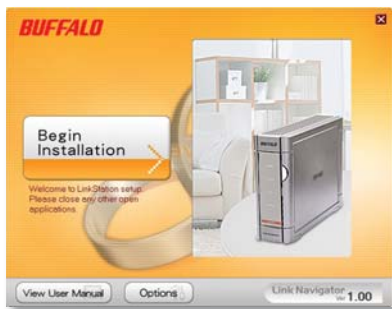 BUFFALO
Begin
Installation
Welcome to LinkStation setup.
Please close any other open
applications.
BUFFALO
View User Manual
Options
Link Navigator
Ver 1.00